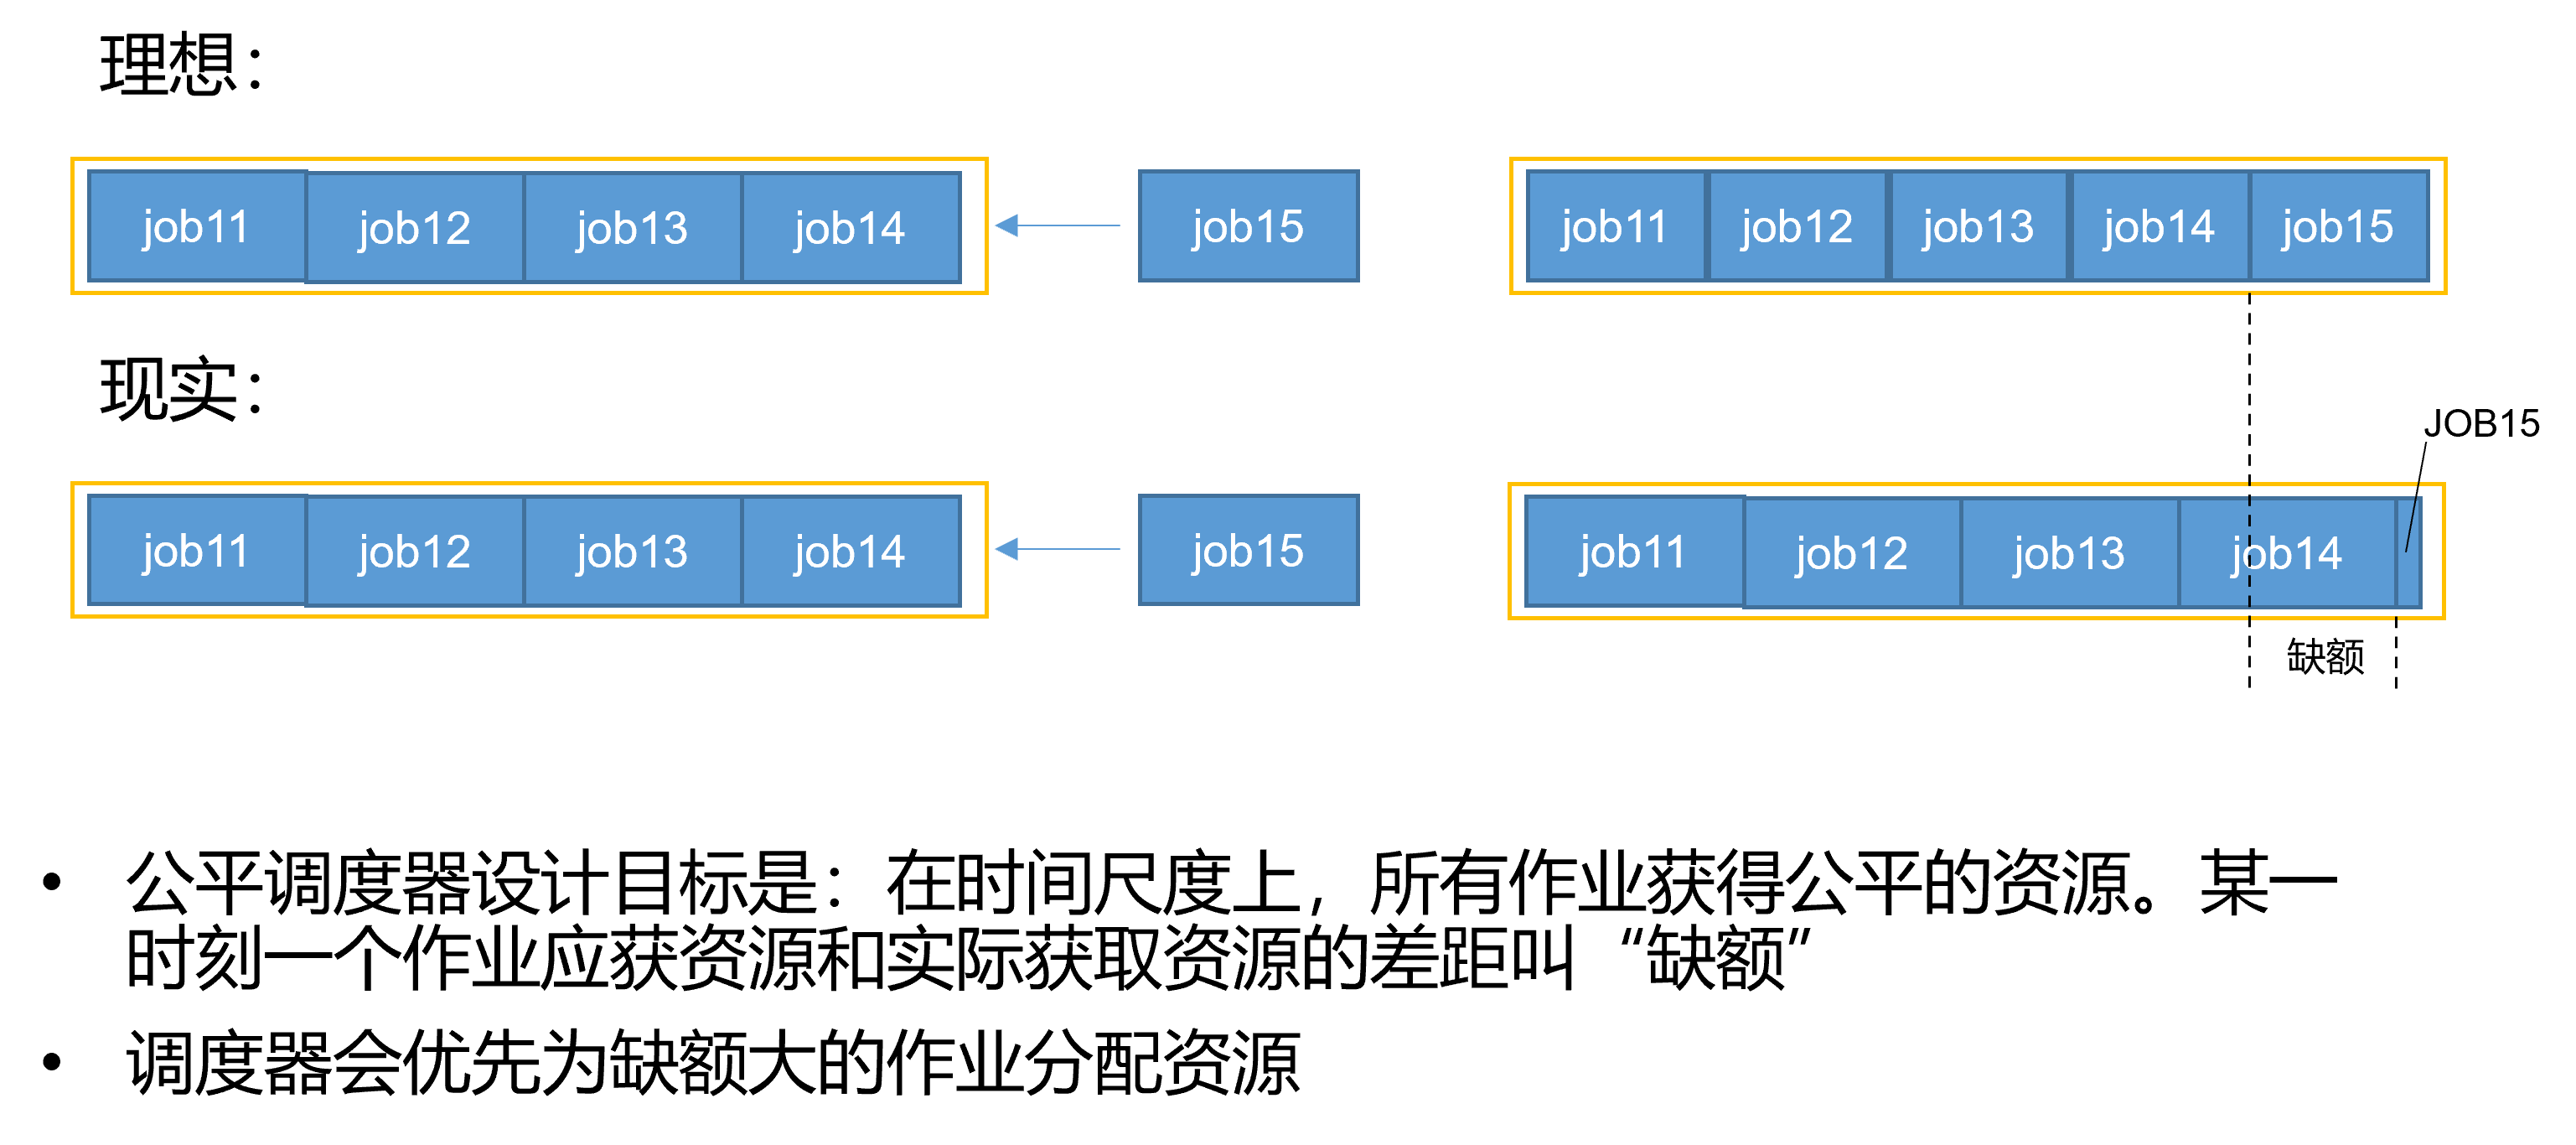 理想：
job11 job12 job13 job14 job15 job11 job12 job13 job14 job15
现实：
JOB15
job11 job12 job13 job14 job15 job11 job12 job13 job14
缺额
• 公平调度器设计目标是：在时间尺度上，所有作业获得公平的资源。某一
时刻一个作业应获资源和实际获取资源的差距叫“缺额”
• 调度器会优先为缺额大的作业分配资源